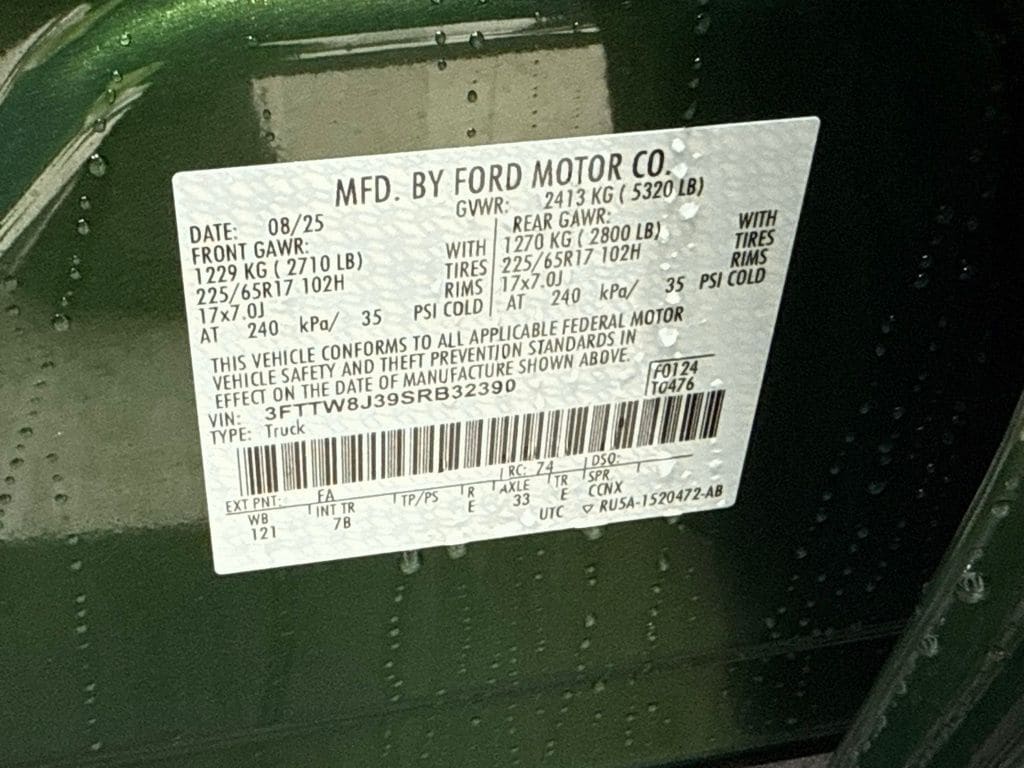 MFD. BY FORD MOTOR CO.
DATE: 08/25 GVWR: 2413 KG ( 5320 LB)
FRONT GAWR: WITH REAR GAWR: WITH
1229 KG ( 2710 LB) TIRES 1270 KG ( 2800 LB) TIRES
225/65R17 102H RIMS 225/65R17 102H RIMS
17x7.0J 17x7.0J
AT 240 kPa/ 35 PSI COLD AT 240 kPa/ 35 PSI COLD
THIS VEHICLE CONFORMS TO ALL APPLICABLE FEDERAL MOTOR
VEHICLE SAFETY AND THEFT PREVENTION STANDARDS IN
EFFECT ON THE DATE OF MANUFACTURE SHOWN ABOVE.
VIN: 3FTTW8J39SRB32390 F0124
TYPE: Truck T0476
EXT PNT: FA RC: 74 DSO:
WB INT TR TP/PS R AXLE TR SPR
121 7B E 33 E CCNX
UTC ▽ RU5A-1520472-AB